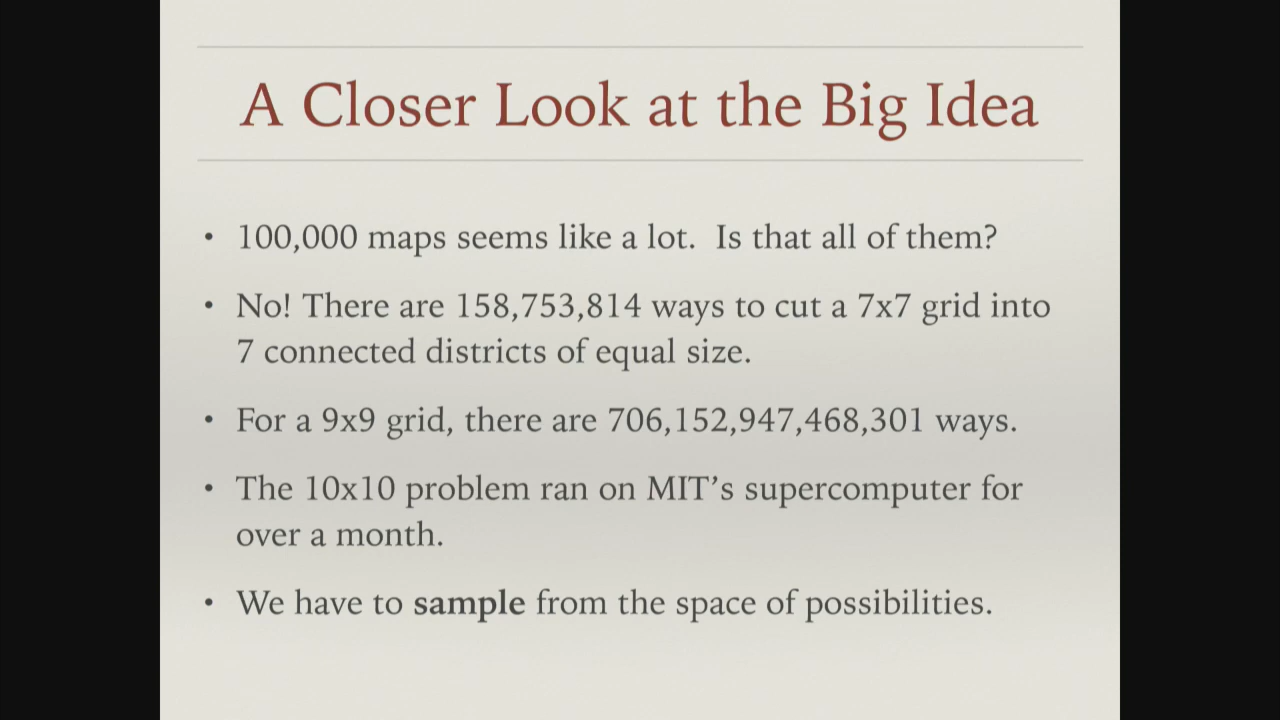 A Closer Look at the Big Idea
• 100,000 maps seems like a lot.  Is that all of them?
• No! There are 158,753,814 ways to cut a 7x7 grid into
7 connected districts of equal size.
• For a 9x9 grid, there are 706,152,947,468,301 ways.
• The 10x10 problem ran on MIT’s supercomputer for
over a month.
• We have to sample from the space of possibilities.